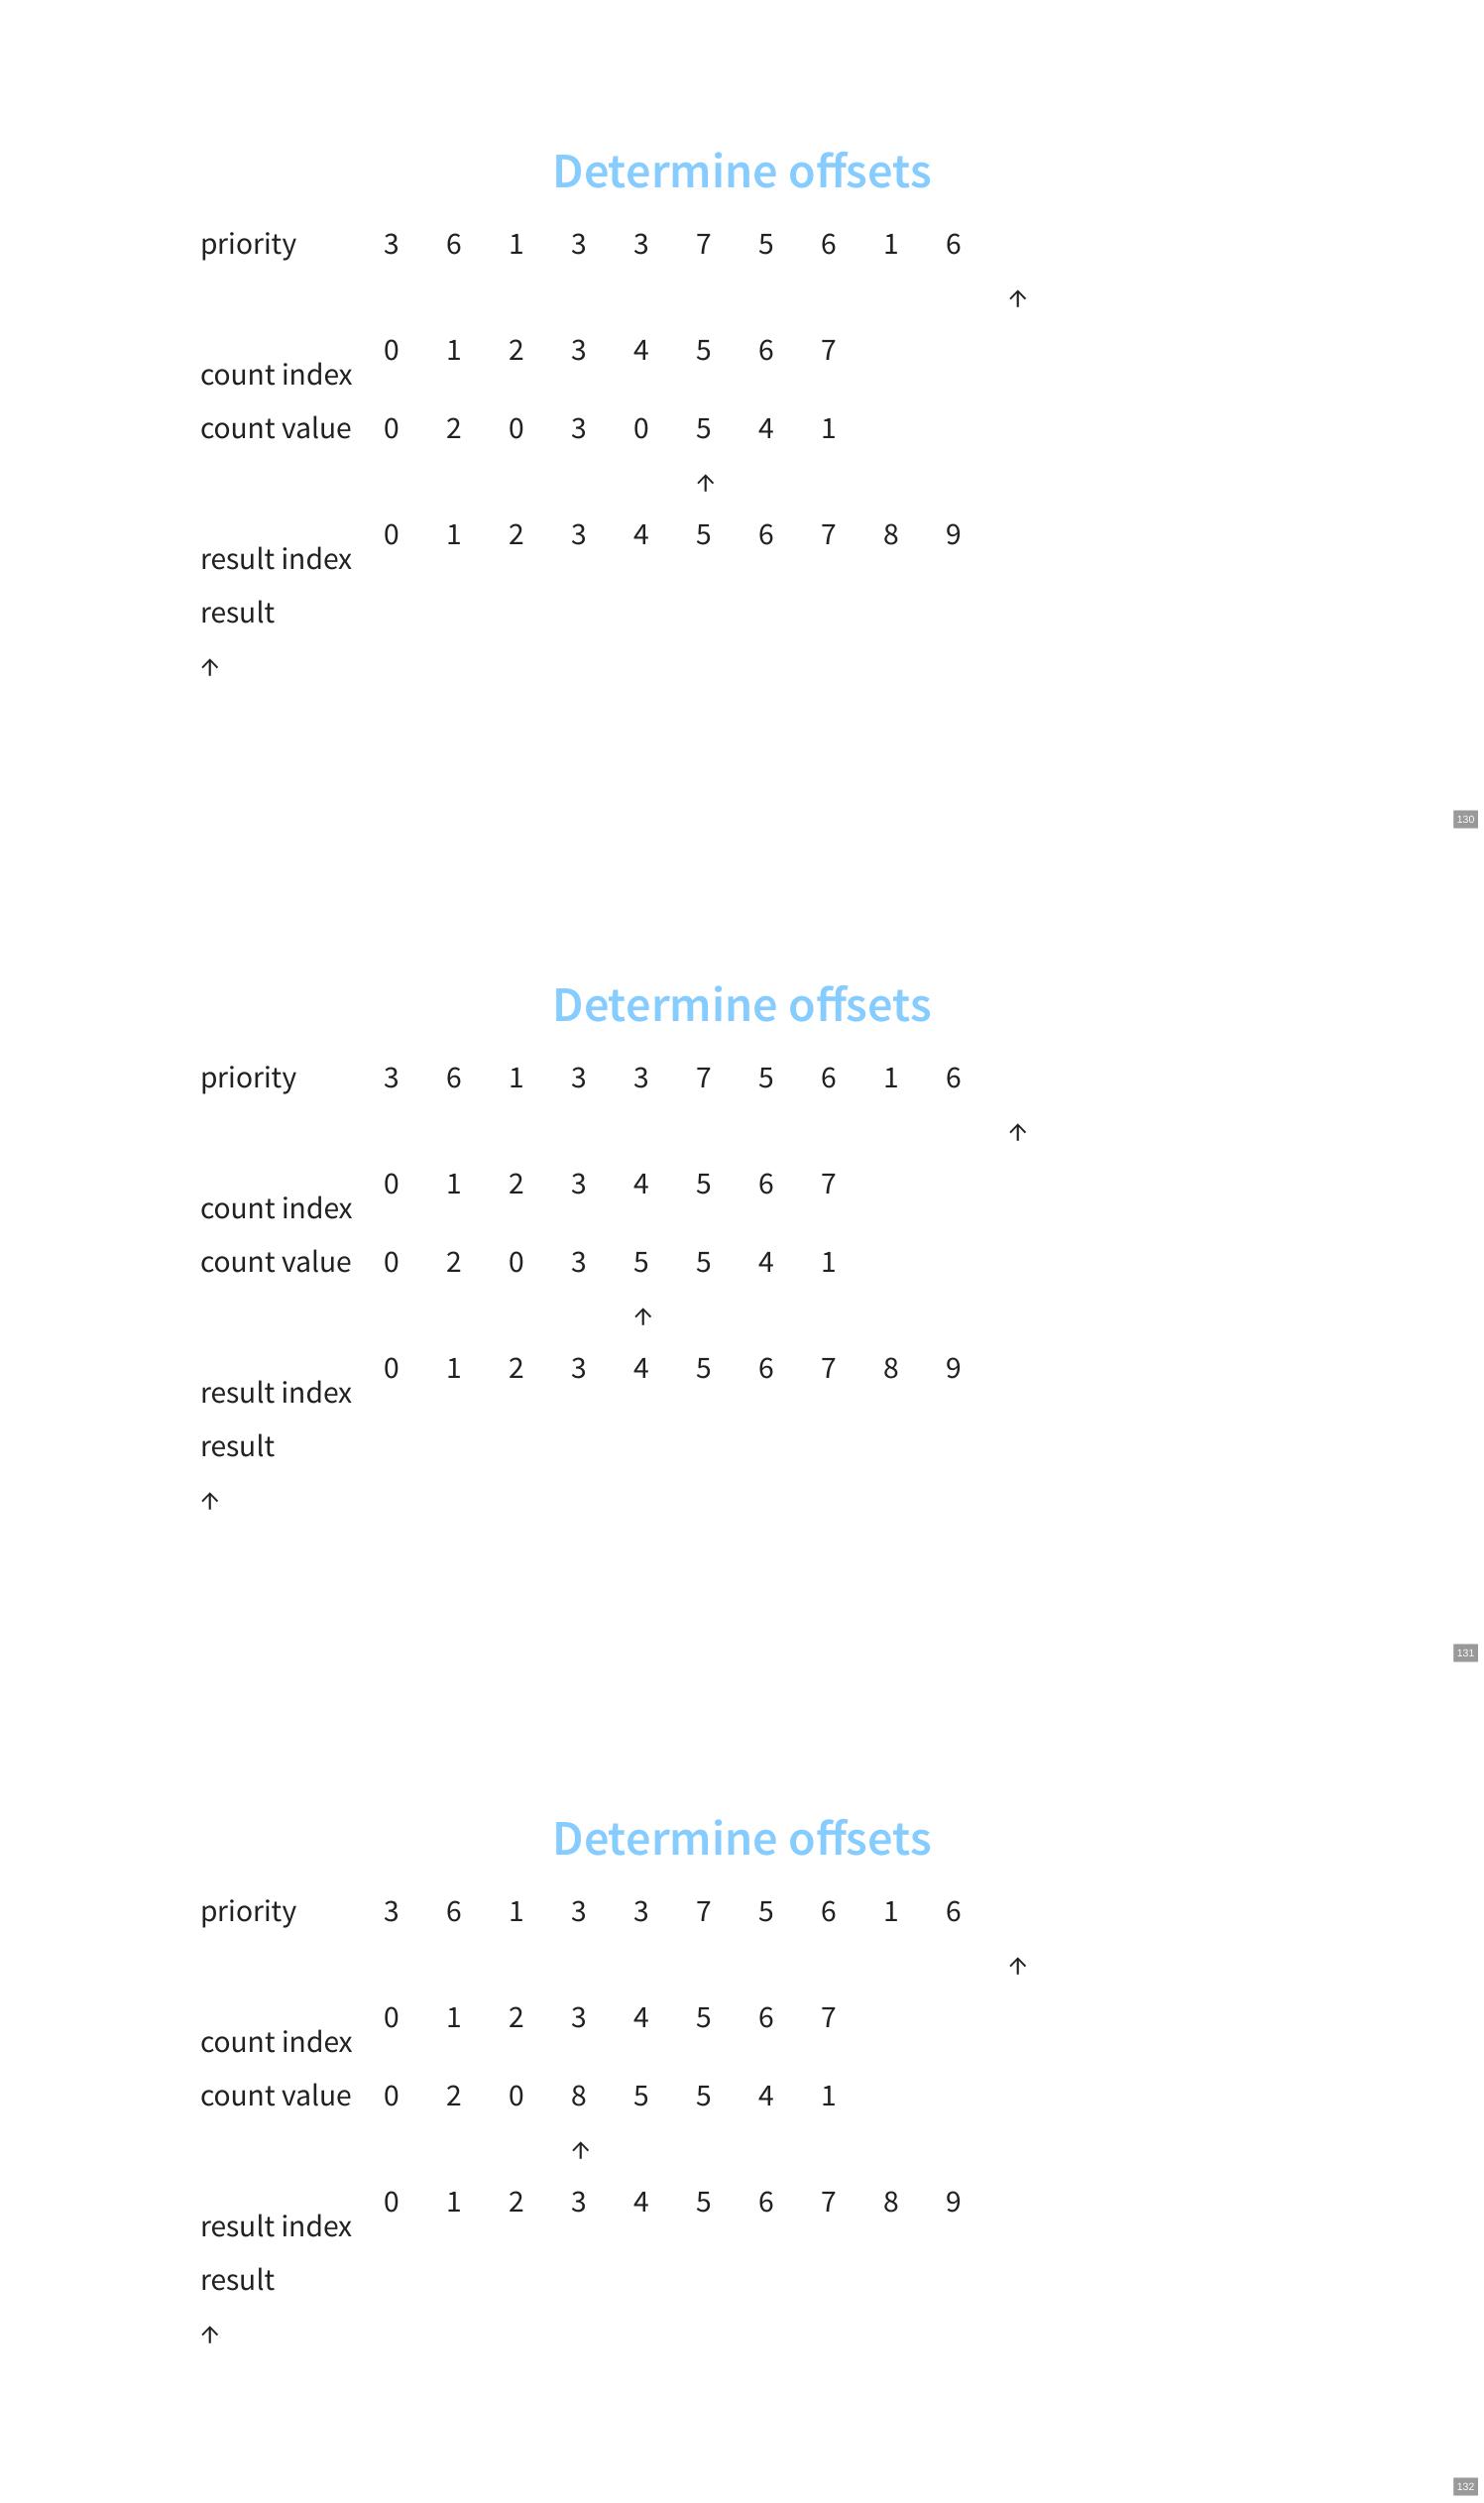 Determine offsets
priority 3 6 1 3 3 7 5 6 1 6
↑
count index 0 1 2 3 4 5 6 7
count value 0 2 0 3 0 5 4 1
↑
result index 0 1 2 3 4 5 6 7 8 9
result
↑
130
Determine offsets
priority 3 6 1 3 3 7 5 6 1 6
↑
count index 0 1 2 3 4 5 6 7
count value 0 2 0 3 5 5 4 1
↑
result index 0 1 2 3 4 5 6 7 8 9
result
↑
131
Determine offsets
priority 3 6 1 3 3 7 5 6 1 6
↑
count index 0 1 2 3 4 5 6 7
count value 0 2 0 8 5 5 4 1
↑
result index 0 1 2 3 4 5 6 7 8 9
result
↑
132